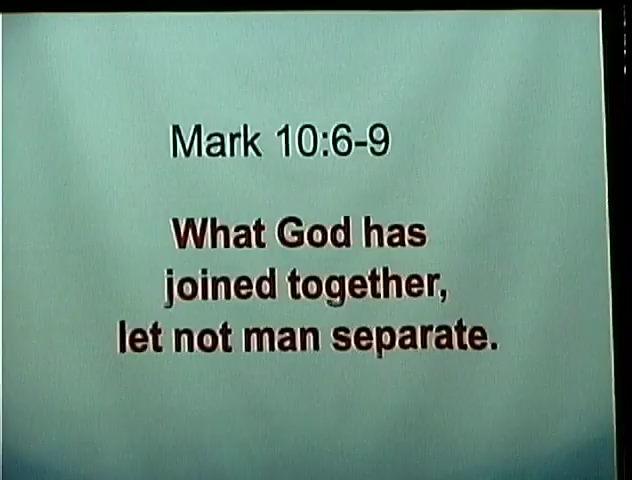 Mark 10:6-9
What God has
joined together,
let not man separate.